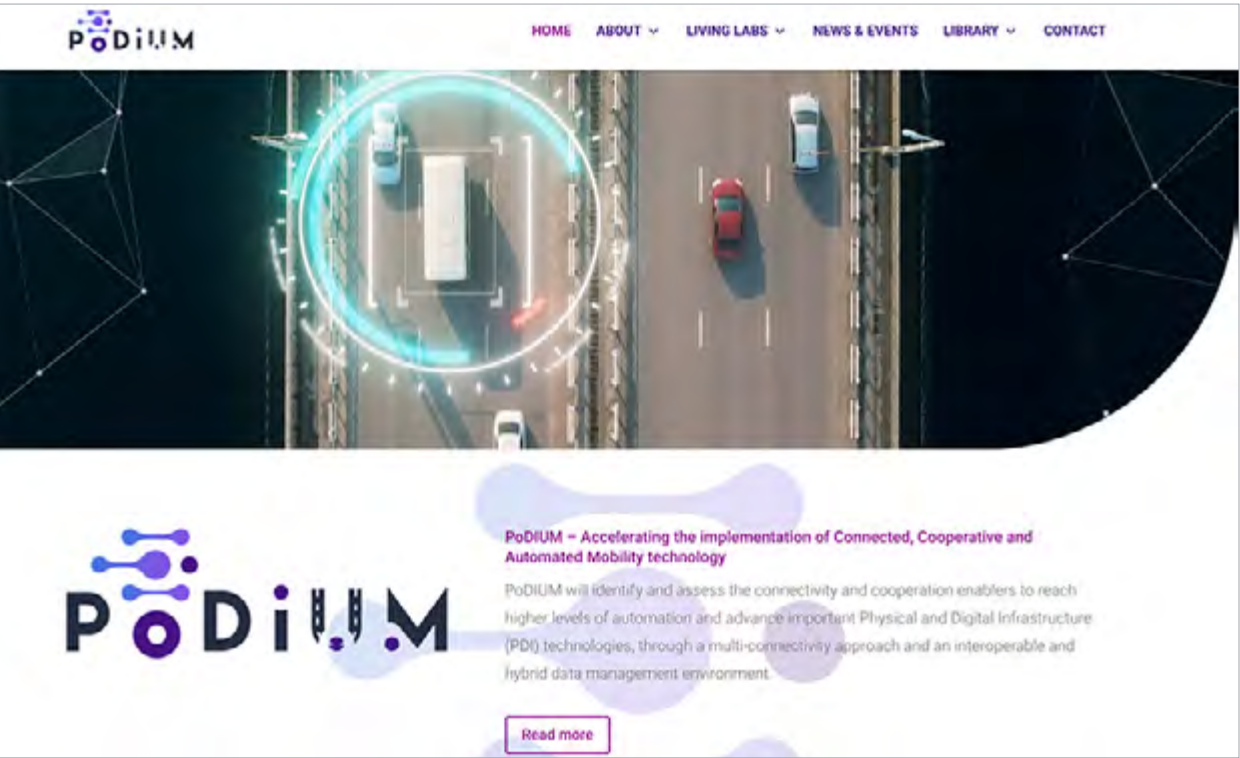 PoDiUM
HOME ABOUT LIVING LABS NEWS & EVENTS LIBRARY CONTACT
PoDiUM
PoDIUM – Accelerating the implementation of Connected, Cooperative and
Automated Mobility technology
PoDIUM will identify and assess the connectivity and cooperation enablers to reach
higher levels of automation and advance important Physical and Digital Infrastructure
(PDI) technologies, through a multi-connectivity approach and an interoperable and
hybrid data management environment.
Read more